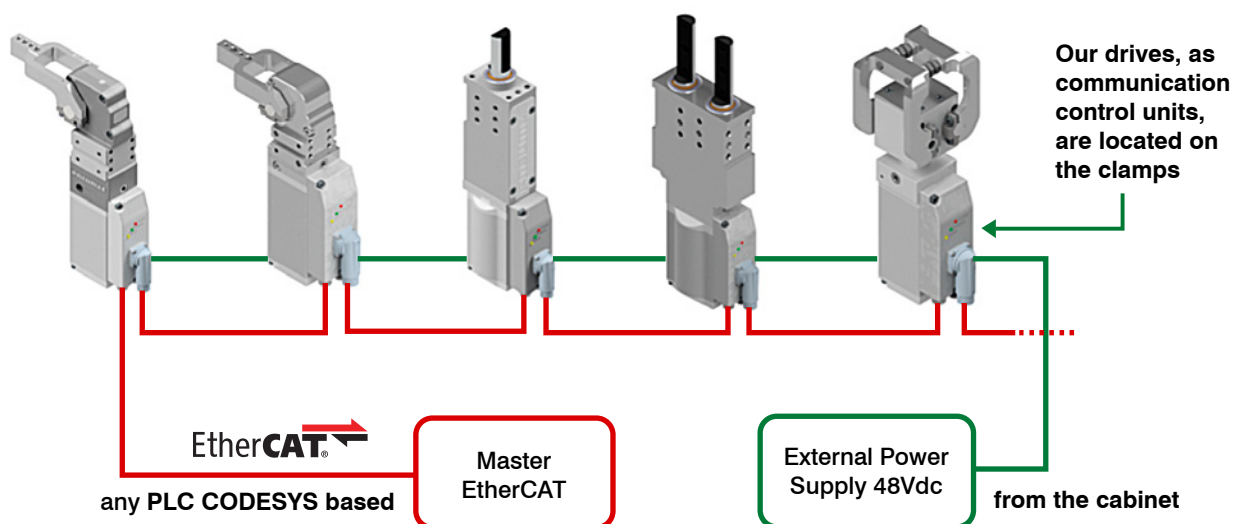 Our drives, as
communication
control units,
are located on
the clamps
EtherCAT®
Master
EtherCAT
External Power
Supply 48Vdc
any PLC CODESYS based
from the cabinet